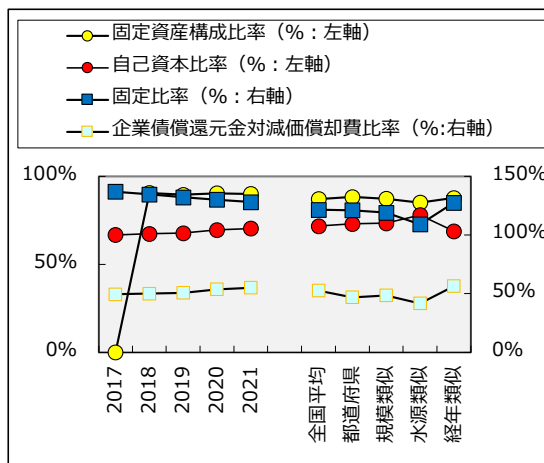 固定資産構成比率(%:左軸)
自己資本比率(%:左軸)
固定比率(%:右軸)
企業債償還元金対減価償却費比率(%:右軸)
100%
50%
0%
150%
100%
50%
0%
2017
2018
2019
2020
2021
全国平均
都道府県
規模類似
水源類似
経年類似